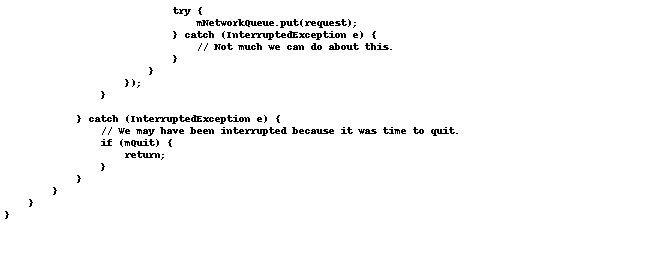 try {
mNetworkQueue.put(request);
} catch (InterruptedException e) {
// Not much we can do about this.
}
}
});
}
} catch (InterruptedException e) {
// We may have been interrupted because it was time to quit.
if (mQuit) {
return;
}
}
}
}
}